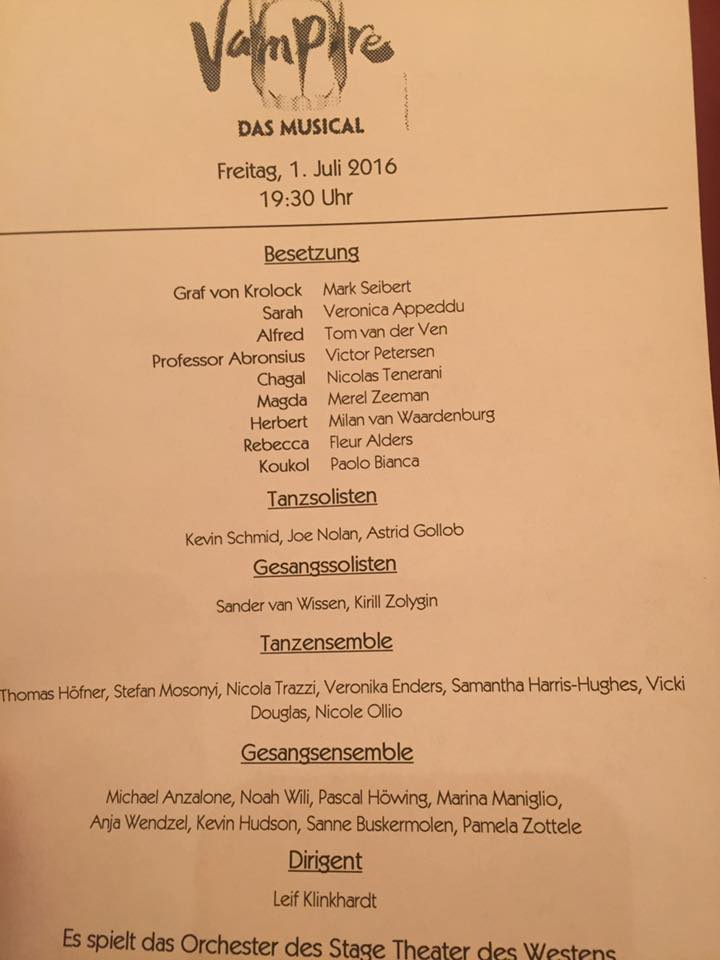 Vampire
DAS MUSICAL
Freitag, 1. Juli 2016
19:30 Uhr
Besetzung
Graf von Krolock Mark Seibert
Sarah Veronica Appeddu
Alfred Tom van der Ven
Professor Abronsius Victor Petersen
Chagal Nicolas Tenerani
Magda Merel Zeeman
Herbert Milan van Waardenburg
Rebecca Fleur Alders
Koukol Paolo Bianca
Tanzsolisten
Kevin Schmid, Joe Nolan, Astrid Gollob
Gesangssolisten
Sander van Wissen, Kirill Zolygin
Tanzensemble
Thomas Höfner, Stefan Mosonyi, Nicola Trazzi, Veronika Enders, Samantha Harris-Hughes, Vicki
Douglas, Nicole Ollio
Gesangsensemble
Michael Anzalone, Noah Wili, Pascal Höwing, Marina Maniglio,
Anja Wendzel, Kevin Hudson, Sanne Buskermolen, Pamela Zottele
Dirigent
Leif Klinkhardt
Es spielt das Orchester des Stage Theater des Westens